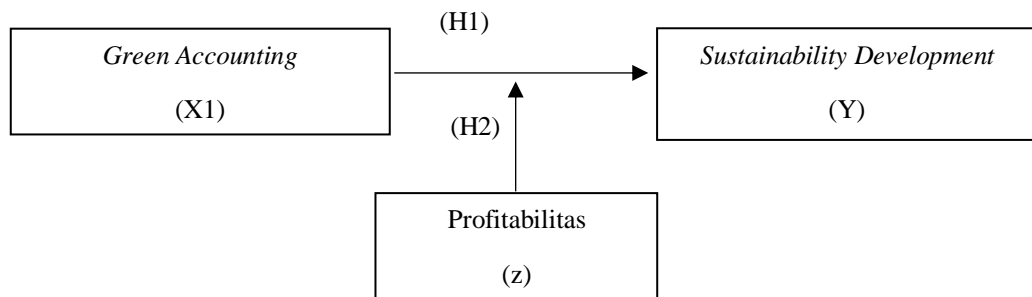 (H1)
Green Accounting
(X1)
Sustainability Development
(Y)
(H2)
Profitabilitas
(z)